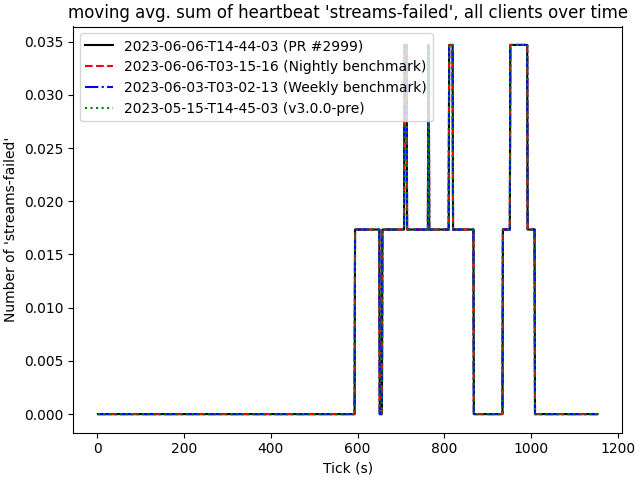 moving avg. sum of heartbeat 'streams-failed', all clients over time
2023-06-06-T14-44-03 (PR #2999)
2023-06-06-T03-15-16 (Nightly benchmark)
2023-06-03-T03-02-13 (Weekly benchmark)
2023-05-15-T14-45-03 (v3.0.0-pre)
Number of 'streams-failed'
0.035
0.030
0.025
0.020
0.015
0.010
0.005
0.000
0 200 400 600 800 1000 1200
Tick (s)